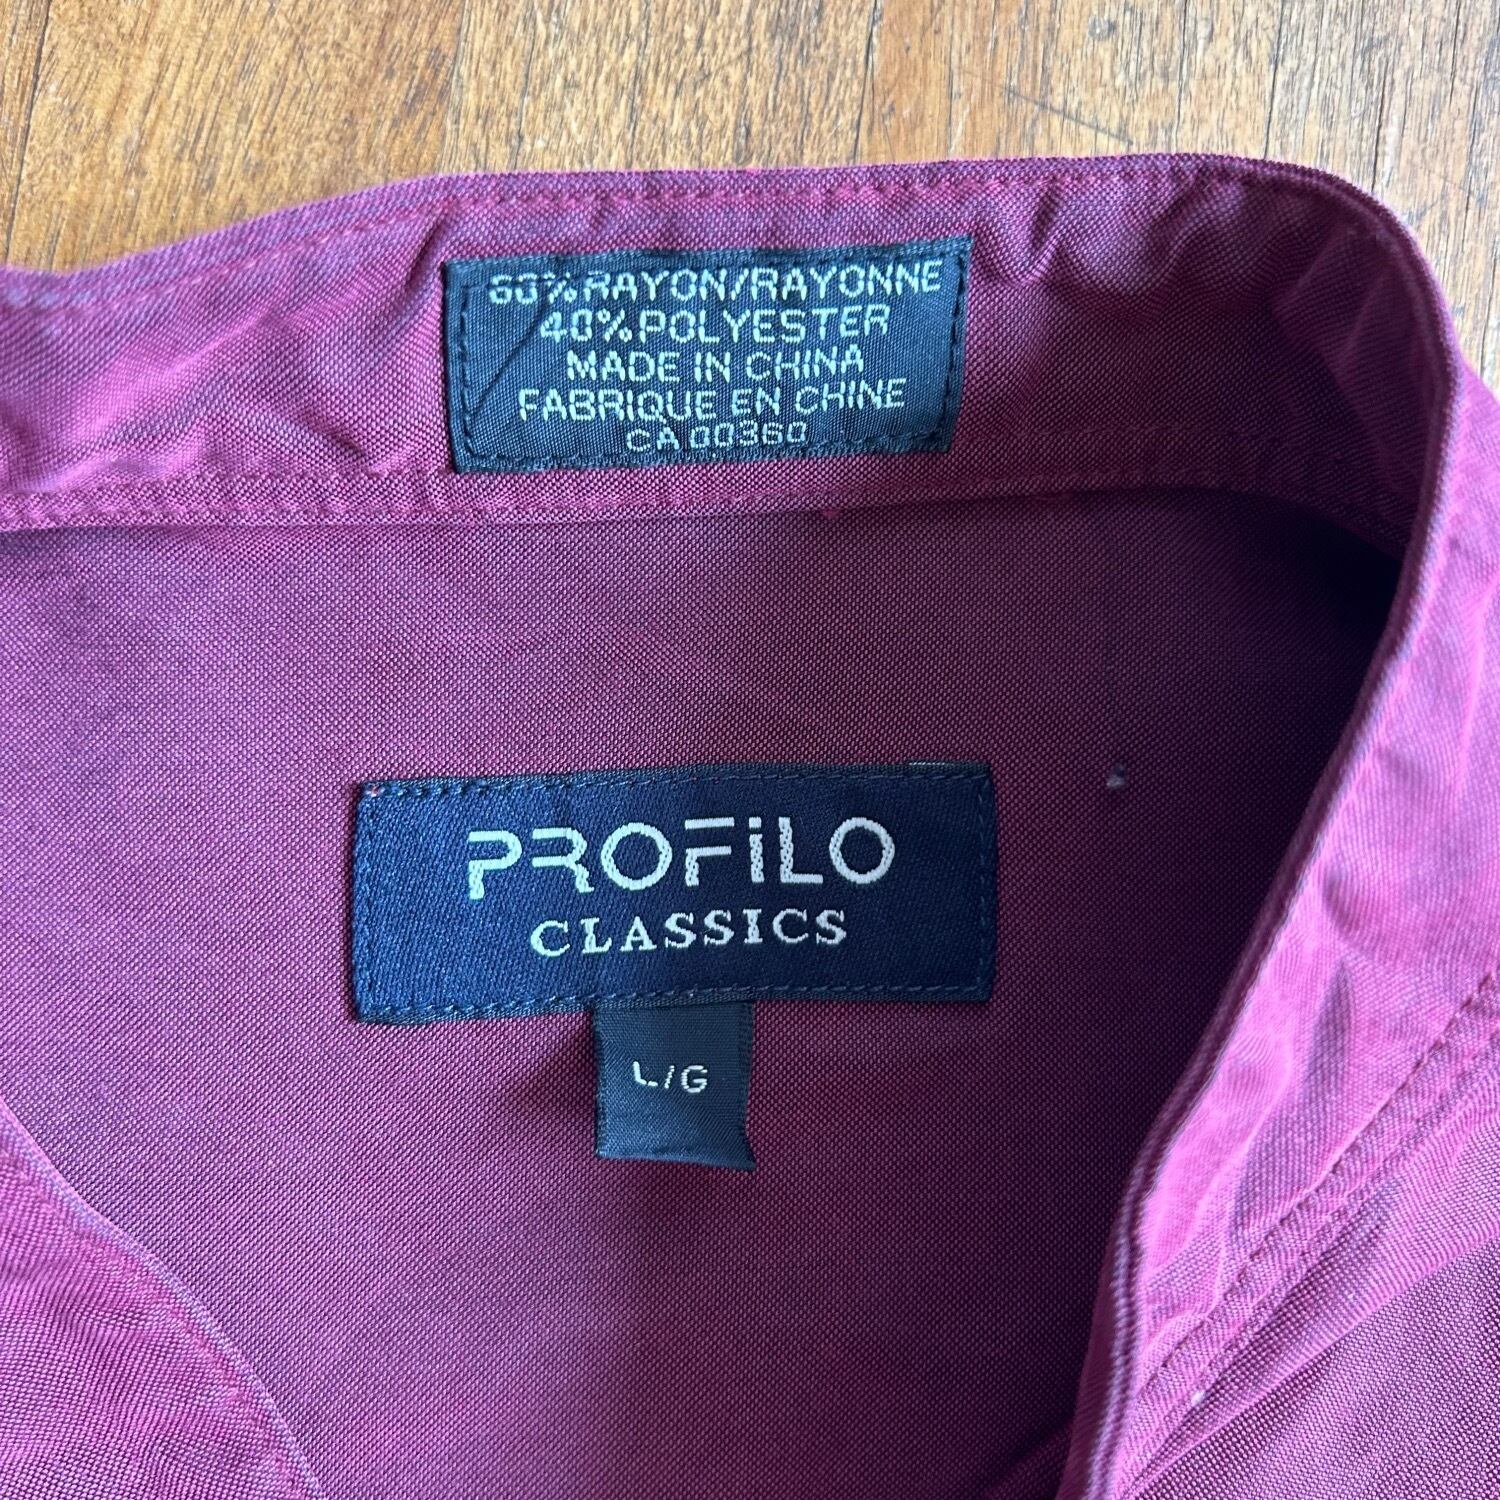 60% RAYON/RAYONNE
40% POLYESTER
MADE IN CHINA
FABRIQUE EN CHINE
CA 00360
PROFiLO
CLASSICS
L/G